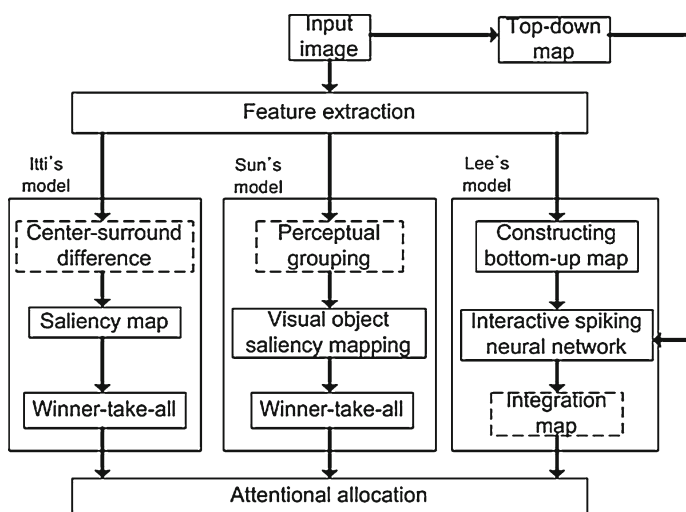 Input
image
Top-down
map
Feature extraction
Itti's
model
Sun's
model
Lee's
model
Center-surround
difference
Perceptual
grouping
Constructing
bottom-up map
Saliency map
Visual object
saliency mapping
Interactive spiking
neural network
Winner-take-all
Winner-take-all
Integration
map
Attentional allocation